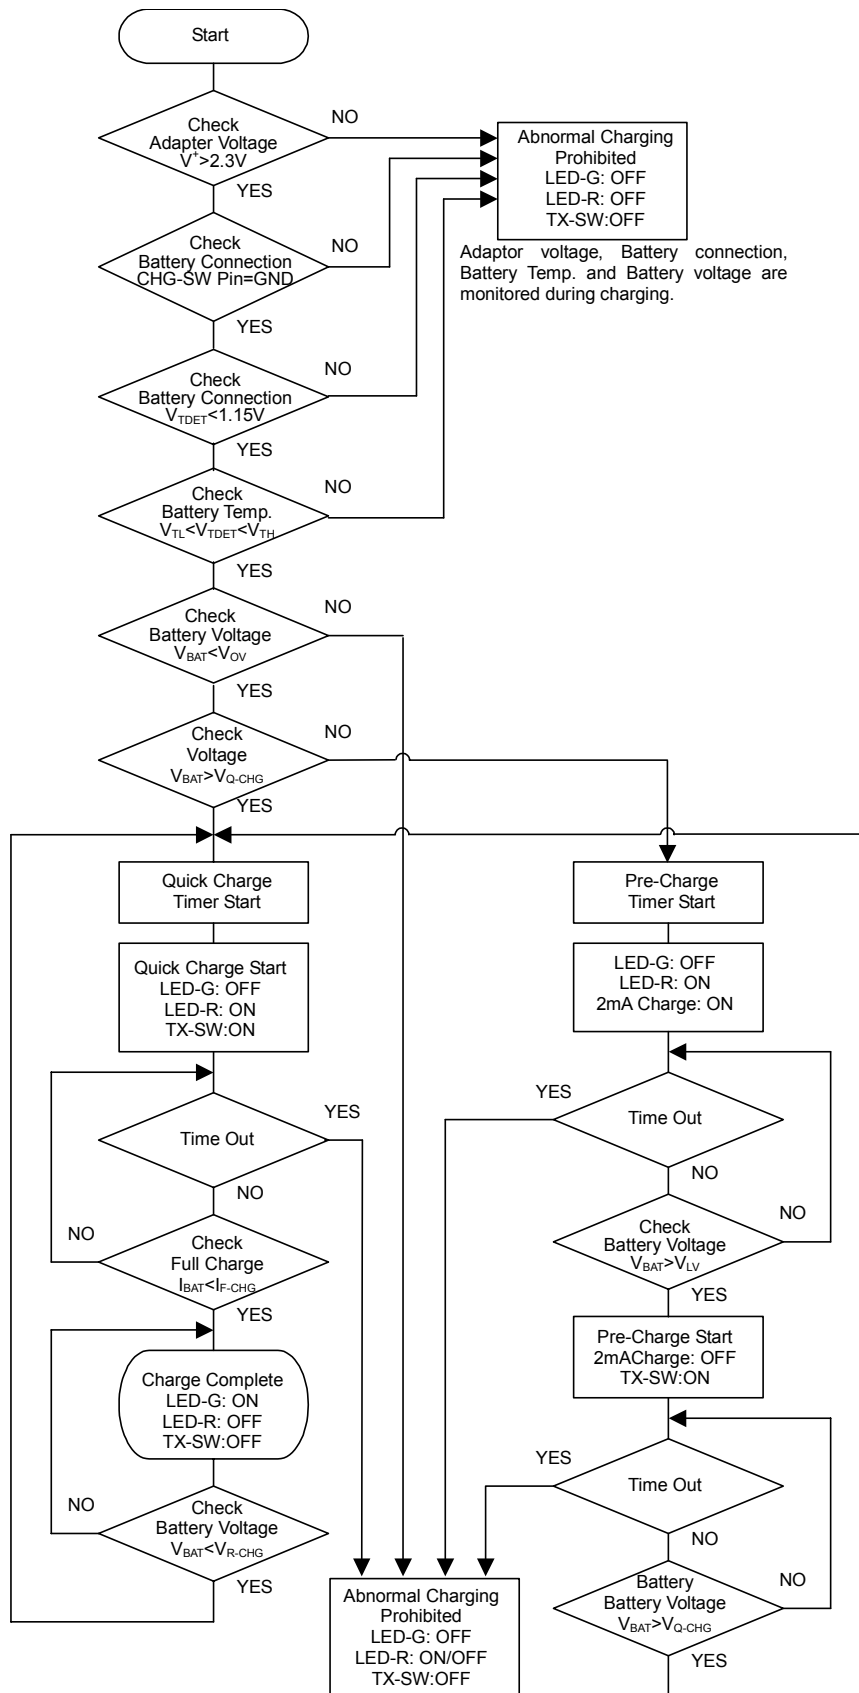 Start
Check
Adapter Voltage
V⁺>2.3V
NO
YES
Abnormal Charging
Prohibited
LED-G: OFF
LED-R: OFF
TX-SW:OFF
Adaptor voltage, Battery connection,
Battery Temp. and Battery voltage are
monitored during charging.
Check
Battery Connection
CHG-SW Pin=GND
NO
YES
Check
Battery Connection
VTDET<1.15V
NO
YES
Check
Battery Temp.
VTL<VTDET<VTH
NO
YES
Check
Battery Voltage
VBAT<VOV
NO
YES
Check
Voltage
VBAT>VQ-CHG
NO
YES
Quick Charge
Timer Start
Quick Charge Start
LED-G: OFF
LED-R: ON
TX-SW:ON
Time Out
YES
NO
Check
Full Charge
IBAT<IF-CHG
NO
YES
Charge Complete
LED-G: ON
LED-R: OFF
TX-SW:OFF
Check
Battery Voltage
VBAT<VR-CHG
NO
YES
Pre-Charge
Timer Start
LED-G: OFF
LED-R: ON
2mA Charge: ON
Time Out
YES
NO
Check
Battery Voltage
VBAT>VLV
NO
YES
Pre-Charge Start
2mACharge: OFF
TX-SW:ON
Time Out
YES
NO
Battery
Battery Voltage
VBAT>VQ-CHG
NO
YES
Abnormal Charging
Prohibited
LED-G: OFF
LED-R: ON/OFF
TX-SW:OFF